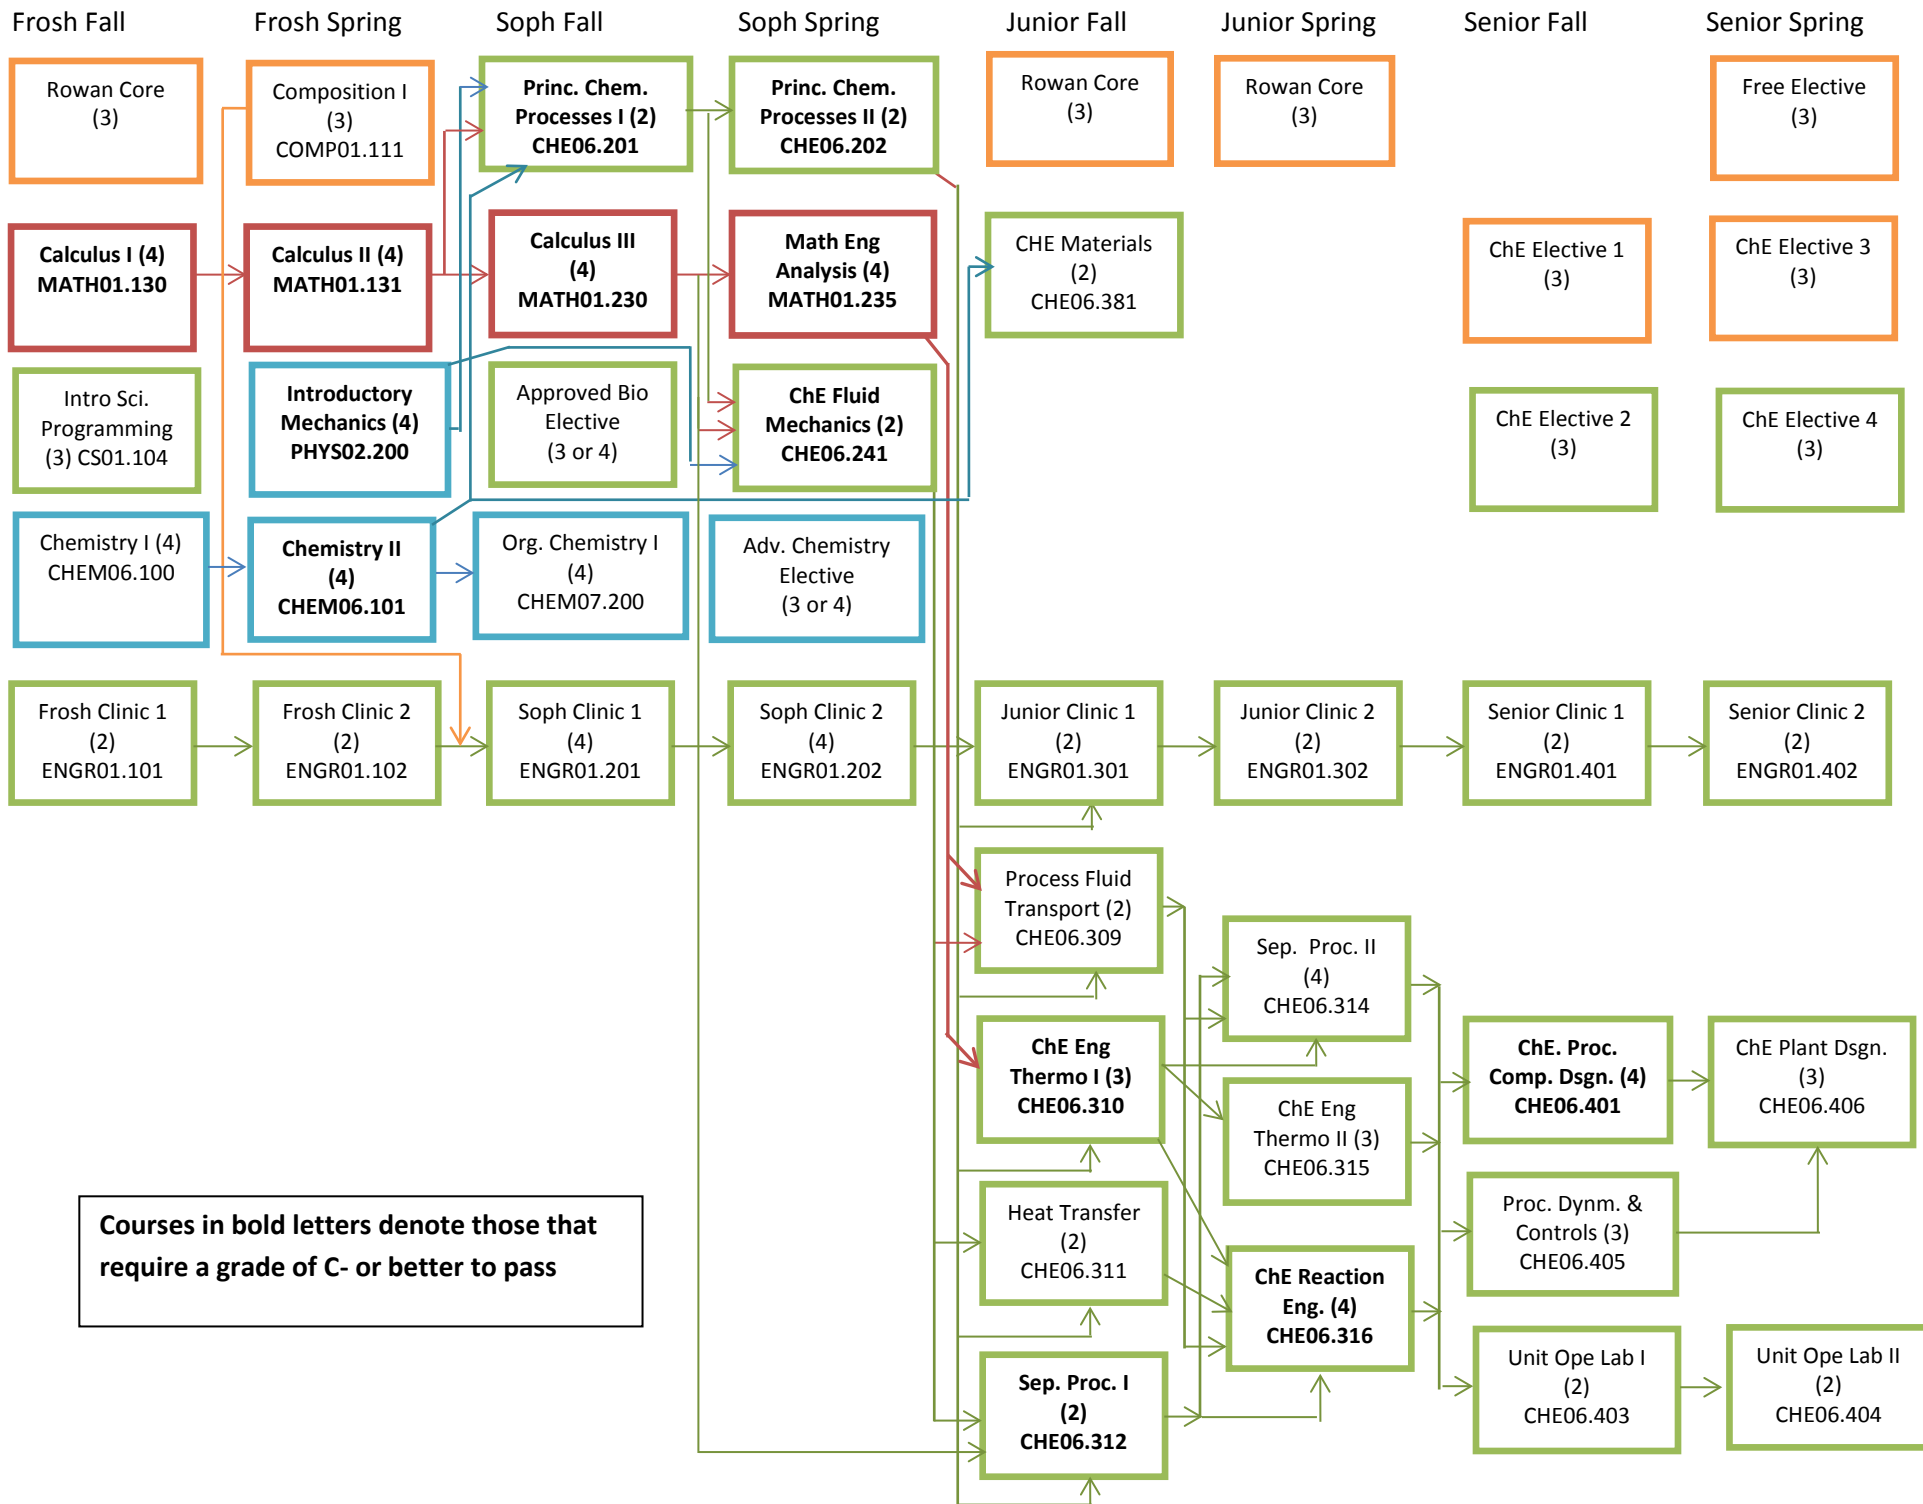 Frosh Fall
Frosh Spring
Soph Fall
Soph Spring
Junior Fall
Junior Spring
Senior Fall
Senior Spring
Rowan Core
(3)
Composition I
(3)
COMP01.111
Princ. Chem.
Processes I (2)
CHE06.201
Princ. Chem.
Processes II (2)
CHE06.202
Rowan Core
(3)
Rowan Core
(3)
Free Elective
(3)
Calculus I (4)
MATH01.130
Calculus II (4)
MATH01.131
Calculus III
(4)
MATH01.230
Math Eng
Analysis (4)
MATH01.235
CHE Materials
(2)
CHE06.381
ChE Elective 1
(3)
ChE Elective 3
(3)
Intro Sci.
Programming
(3) CS01.104
Introductory
Mechanics (4)
PHYS02.200
Approved Bio
Elective
(3 or 4)
ChE Fluid
Mechanics (2)
CHE06.241
ChE Elective 2
(3)
ChE Elective 4
(3)
Chemistry I (4)
CHEM06.100
Chemistry II
(4)
CHEM06.101
Org. Chemistry I
(4)
CHEM07.200
Adv. Chemistry
Elective
(3 or 4)
Frosh Clinic 1
(2)
ENGR01.101
Frosh Clinic 2
(2)
ENGR01.102
Soph Clinic 1
(4)
ENGR01.201
Soph Clinic 2
(4)
ENGR01.202
Junior Clinic 1
(2)
ENGR01.301
Junior Clinic 2
(2)
ENGR01.302
Senior Clinic 1
(2)
ENGR01.401
Senior Clinic 2
(2)
ENGR01.402
Process Fluid
Transport (2)
CHE06.309
Sep. Proc. II
(4)
CHE06.314
ChE Eng
Thermo I (3)
CHE06.310
ChE Eng
Thermo II (3)
CHE06.315
ChE. Proc.
Comp. Dsgn. (4)
CHE06.401
ChE Plant Dsgn.
(3)
CHE06.406
Heat Transfer
(2)
CHE06.311
ChE Reaction
Eng. (4)
CHE06.316
Proc. Dynm. &
Controls (3)
CHE06.405
Sep. Proc. I
(2)
CHE06.312
Unit Ope Lab I
(2)
CHE06.403
Unit Ope Lab II
(2)
CHE06.404
Courses in bold letters denote those that
require a grade of C- or better to pass